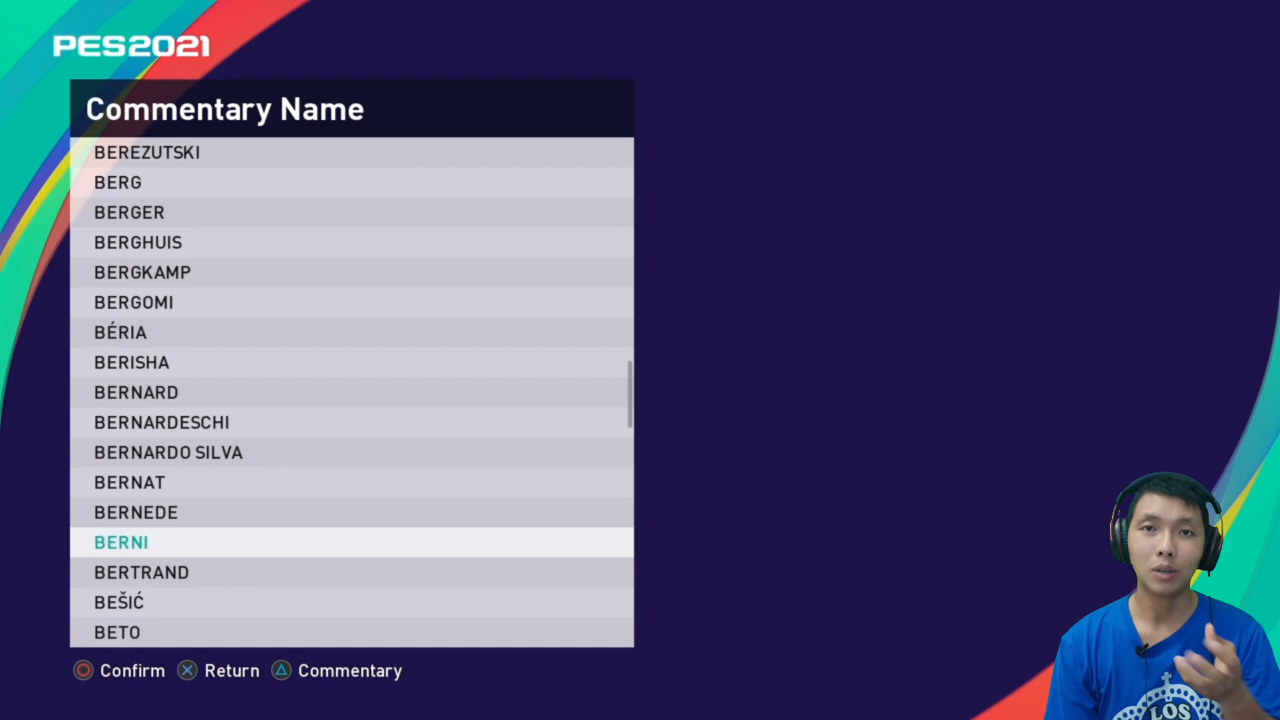 PES2021
Commentary Name
BEREZUTSKI
BERG
BERGER
BERGHUIS
BERGKAMP
BERGOMI
BÉRIA
BERISHA
BERNARD
BERNARDESCHI
BERNARDO SILVA
BERNAT
BERNEDE
BERNI
BERTRAND
BEŠIĆ
BETO
Confirm Return Commentary
LOS